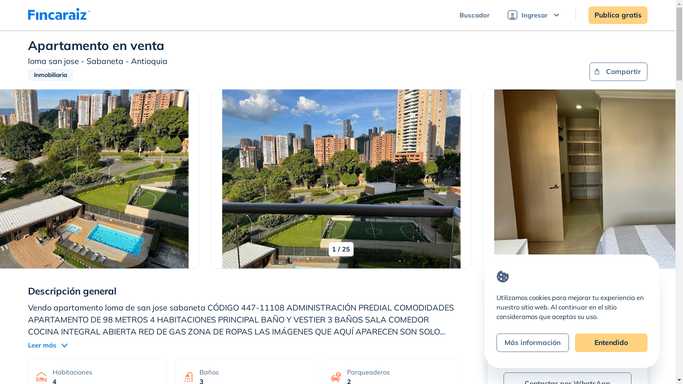 Fincaraiz
Buscador
Ingresar
Publica gratis
Apartamento en venta
loma san jose - Sabaneta - Antioquia
Inmobiliaria
Compartir
1 / 25
Descripción general
Vendo apartamento loma de san jose sabaneta CÓDIGO 447-11108 ADMINISTRACIÓN PREDIAL COMODIDADES
APARTAMENTO DE 98 METROS 4 HABITACIONES PRINCIPAL BAÑO Y VESTIER 3 BAÑOS SALA COMEDOR
COCINA INTEGRAL ABIERTA RED DE GAS ZONA DE ROPAS LAS IMÁGENES QUE AQUÍ APARECEN SON SOLO...
Leer más
Habitaciones
4
Baños
3
Parqueaderos
2
Utilizamos cookies para mejorar tu experiencia en
nuestro sitio web. Al continuar en el sitio
consideramos que aceptas su uso.
Más información
Entendido
Contactar por WhatsApp